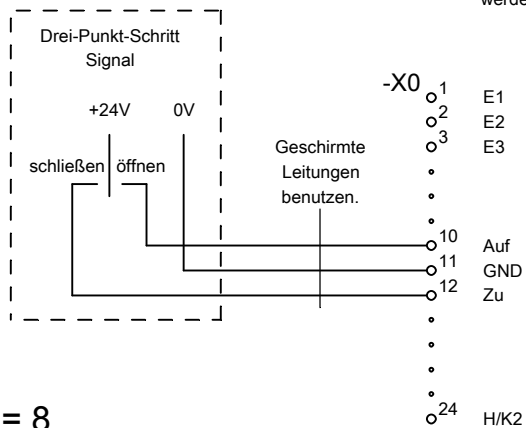 werde
Drei-Punkt-Schritt
Signal
+24V 0V
schließen öffnen
Geschirmte
Leitungen
benutzen.
-X0
1 E1
2 E2
3 E3
10 Auf
11 GND
12 Zu
24 H/K2
= 8